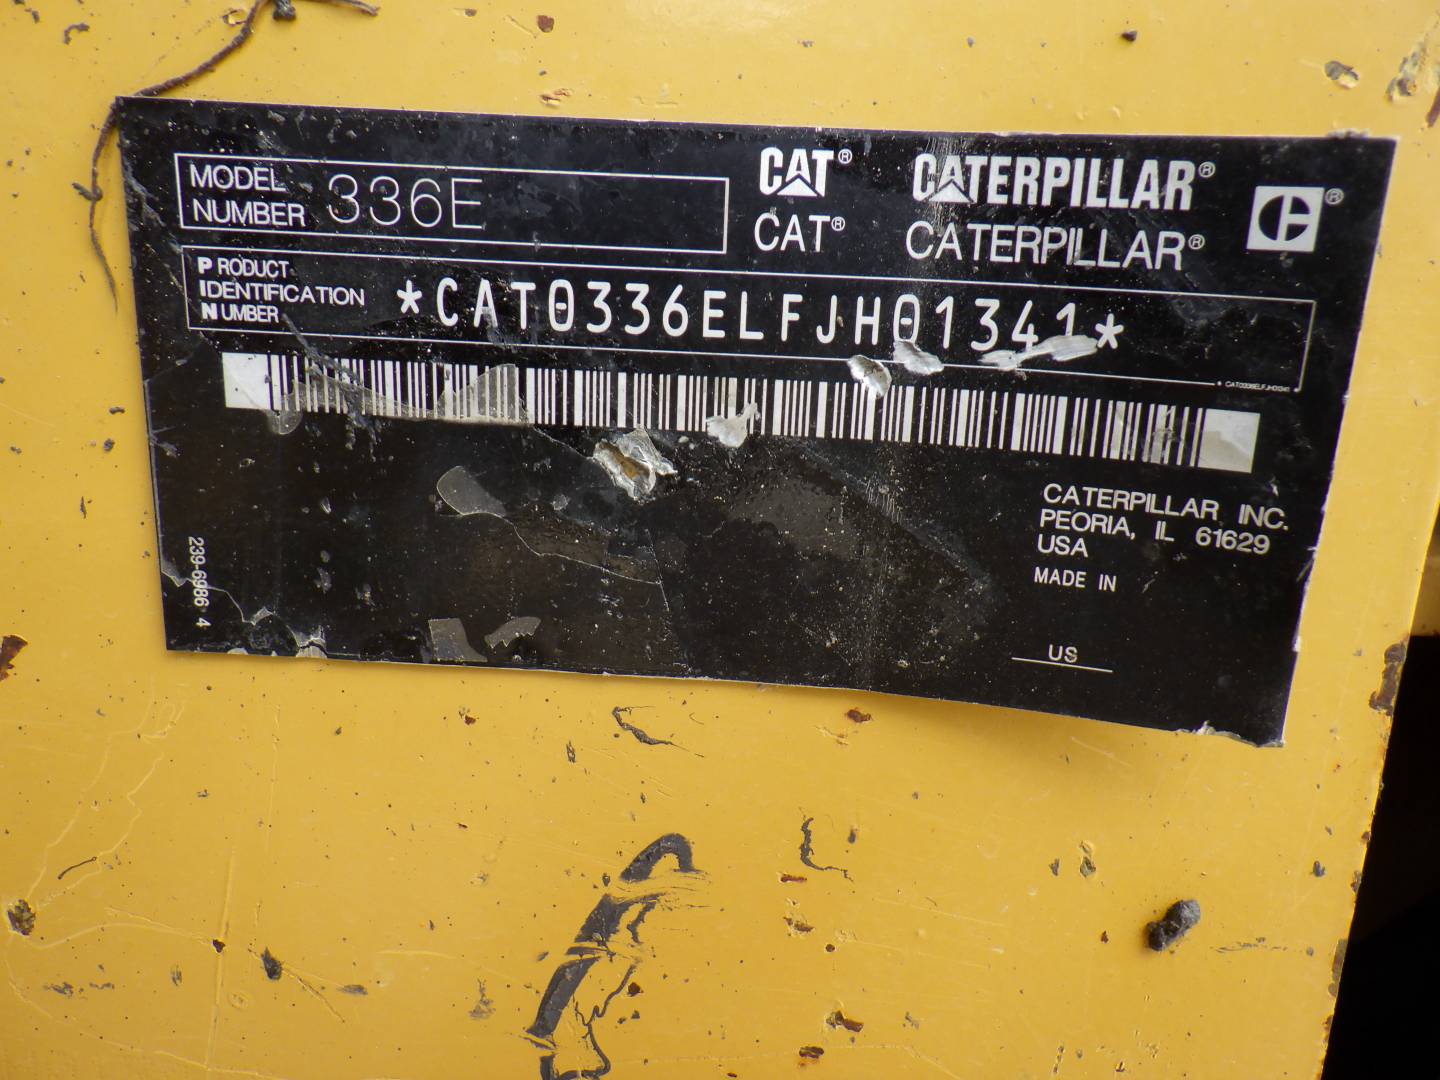 MODEL NUMBER 336E
CAT® CATERPILLAR®
CAT® CATERPILLAR® ®
PRODUCT
IDENTIFICATION
NUMBER
*CAT0336ELFJH01341*
* CAT0336ELFJH01341 *
CATERPILLAR INC.
PEORIA, IL 61629
USA
MADE IN
US
239-6986 4